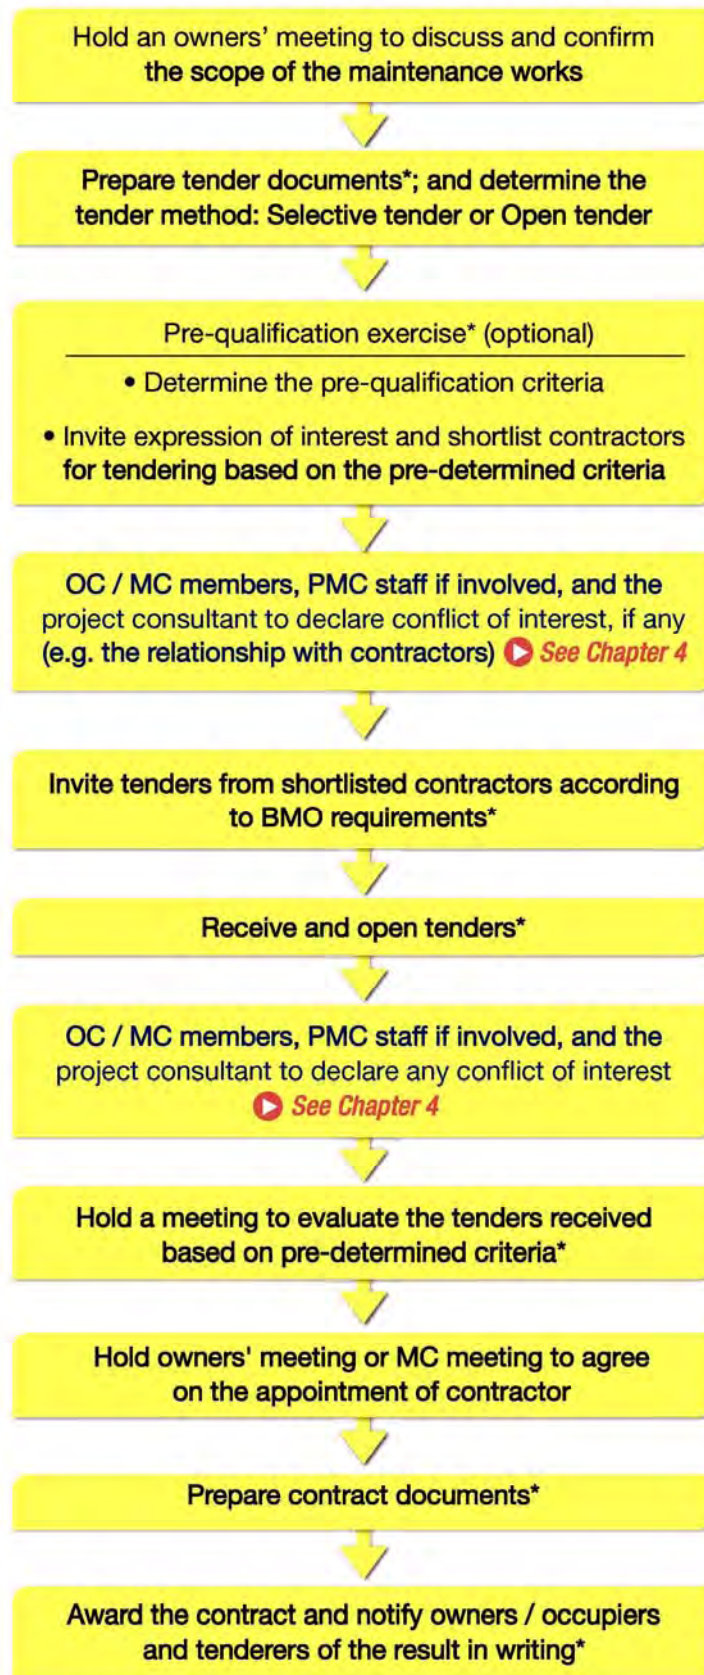 Hold an owners' meeting to discuss and confirm
the scope of the maintenance works
Prepare tender documents*; and determine the
tender method: Selective tender or Open tender
Pre-qualification exercise* (optional)
• Determine the pre-qualification criteria
• Invite expression of interest and shortlist contractors
for tendering based on the pre-determined criteria
OC / MC members, PMC staff if involved, and the
project consultant to declare conflict of interest, if any
(e.g. the relationship with contractors) See Chapter 4
Invite tenders from shortlisted contractors according
to BMO requirements*
Receive and open tenders*
OC / MC members, PMC staff if involved, and the
project consultant to declare any conflict of interest
See Chapter 4
Hold a meeting to evaluate the tenders received
based on pre-determined criteria*
Hold owners' meeting or MC meeting to agree
on the appointment of contractor
Prepare contract documents*
Award the contract and notify owners / occupiers
and tenderers of the result in writing*